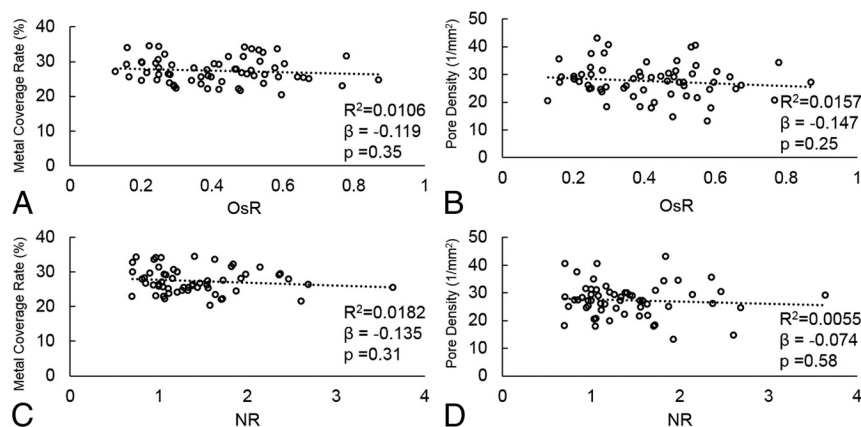 Metal Coverage Rate (%)
40
30
20
10
0
0 0.2 0.4 0.6 0.8 1
OsR
R²=0.0106
β = -0.119
p =0.35
A
Pore Density (1/mm²)
50
40
30
20
10
0
0 0.2 0.4 0.6 0.8 1
OsR
R²=0.0157
β = -0.147
p =0.25
B
Metal Coverage Rate (%)
40
30
20
10
0
0 1 2 3 4
NR
R²=0.0182
β = -0.135
p =0.31
C
Pore Density (1/mm²)
50
40
30
20
10
0
0 1 2 3 4
NR
R²=0.0055
β = -0.074
p =0.58
D